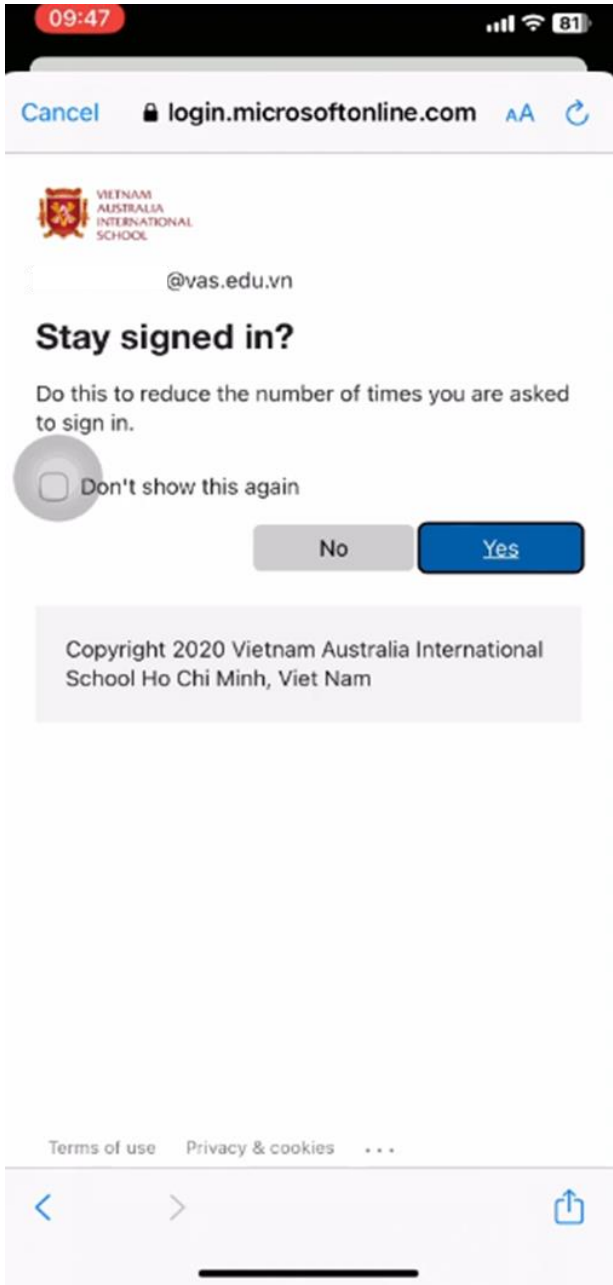 09:47
81
Cancel
login.microsoftonline.com
AA
VIETNAM
AUSTRALIA
INTERNATIONAL
SCHOOL
@vas.edu.vn
Stay signed in?
Do this to reduce the number of times you are asked
to sign in.
Don't show this again
No
Yes
Copyright 2020 Vietnam Australia International
School Ho Chi Minh, Viet Nam
Terms of use Privacy & cookies ...